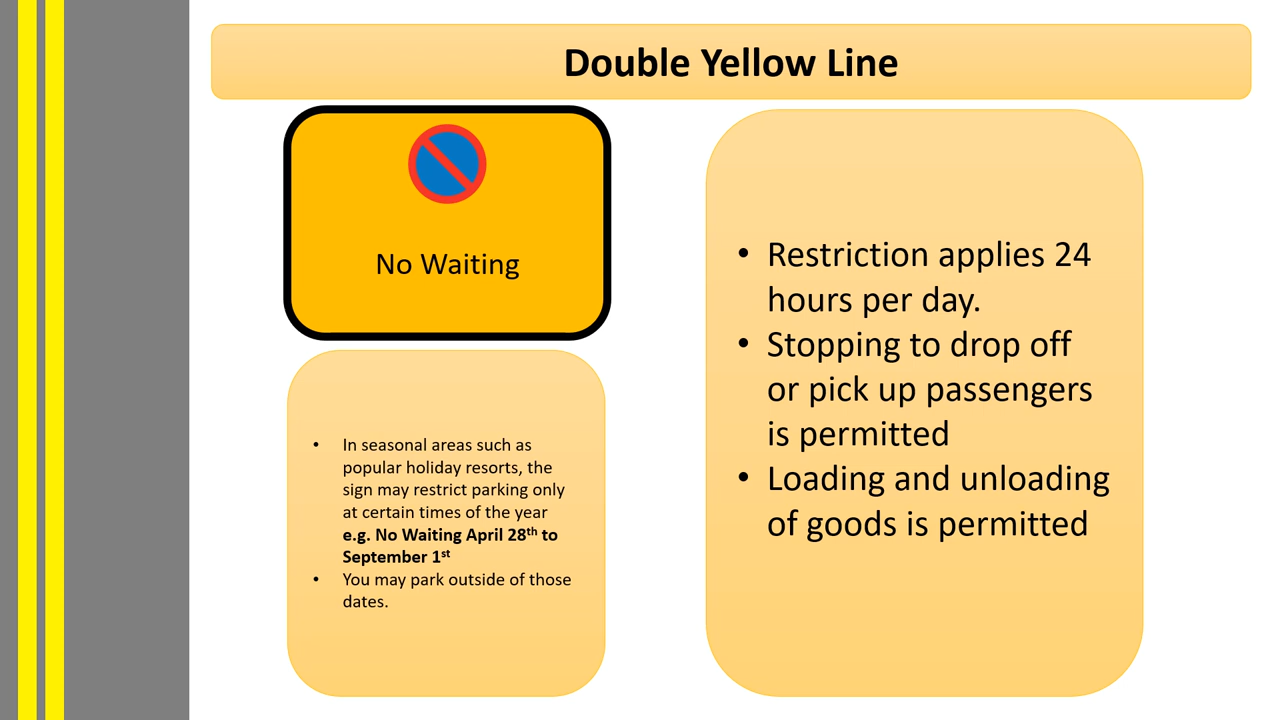 Double Yellow Line
No Waiting
• In seasonal areas such as
popular holiday resorts, the
sign may restrict parking only
at certain times of the year
e.g. No Waiting April 28th to
September 1st
• You may park outside of those
dates.
• Restriction applies 24
hours per day.
• Stopping to drop off
or pick up passengers
is permitted
• Loading and unloading
of goods is permitted